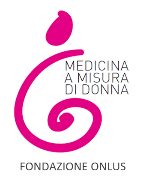 MEDICINA
A MISURA
DI DONNA
FONDAZIONE ONLUS